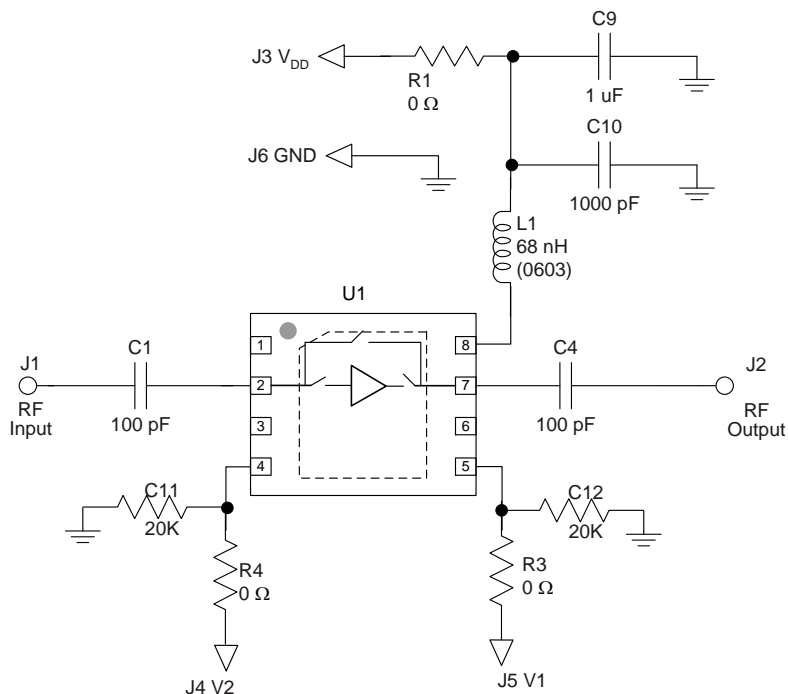 C9
J3 VDD
R1
0 Ω
1 uF
C10
J6 GND
1000 pF
L1
68 nH
(0603)
U1
1
8
J1
C1
C4
J2
2
7
RF
Input
100 pF
3
6
100 pF
RF
Output
4
5
C11
20K
C12
20K
R4
0 Ω
R3
0 Ω
J4 V2
J5 V1